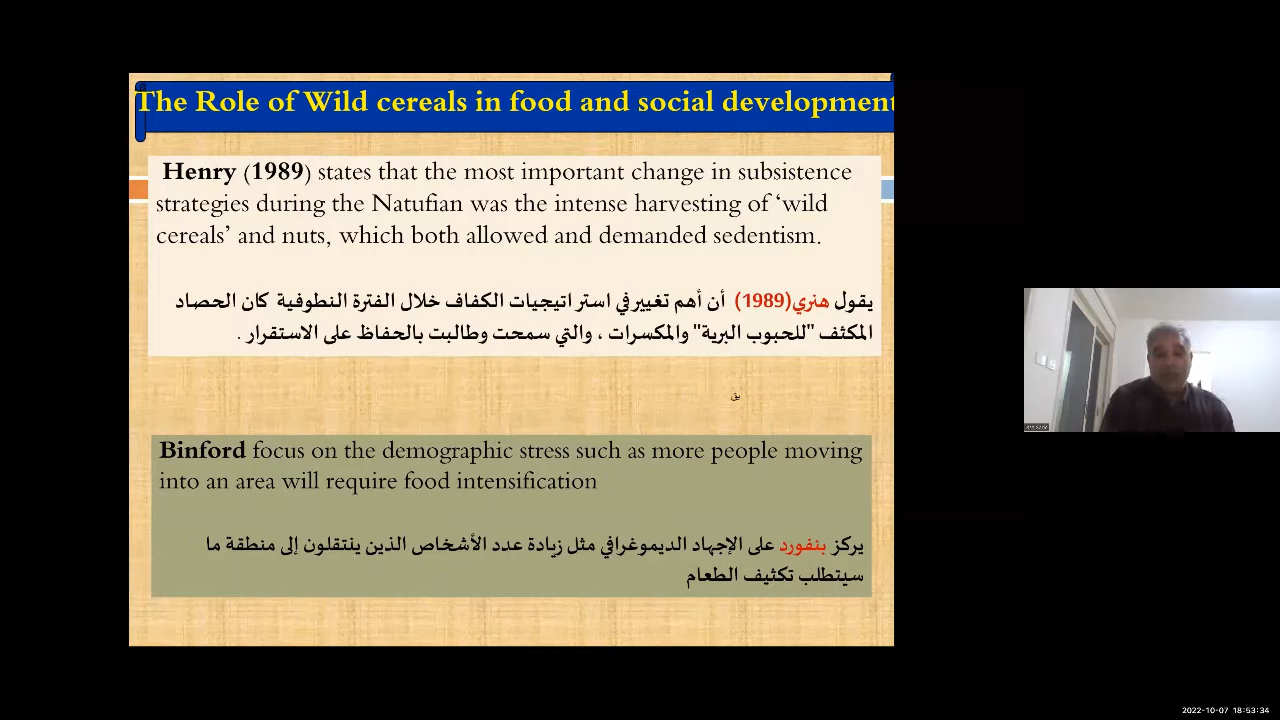 The Role of Wild cereals in food and social development
Henry (1989) states that the most important change in subsistence
strategies during the Natufian was the intense harvesting of ‘wild
cereals’ and nuts, which both allowed and demanded sedentism.
يقول هنري(1989) أن أهم تغييرفي استراتيجيات الكفاف خلال الفترة النطوفية كان الحصاد
المكثف "للحبوب البرية" والمكسرات ، والتي سمحت وطالبت بالحفاظ على الاستقرار .
يق
Binford focus on the demographic stress such as more people moving
into an area will require food intensification
يركز بنفورد على الإجهاد الديموغرافي مثل زيادة عدد الأشخاص الذين ينتقلون إلى منطقة ما
سيتطلب تكثيف الطعام
2022-10-07 18:53:34